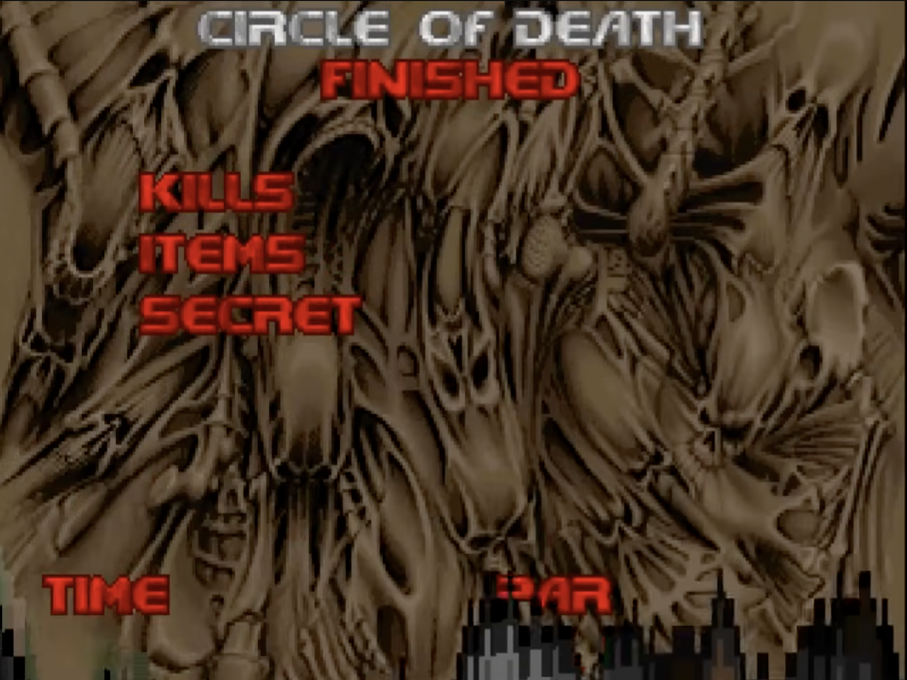 CIRCLE OF DEATH
FINISHED
KILLS
ITEMS
SECRET
TIME
PAR